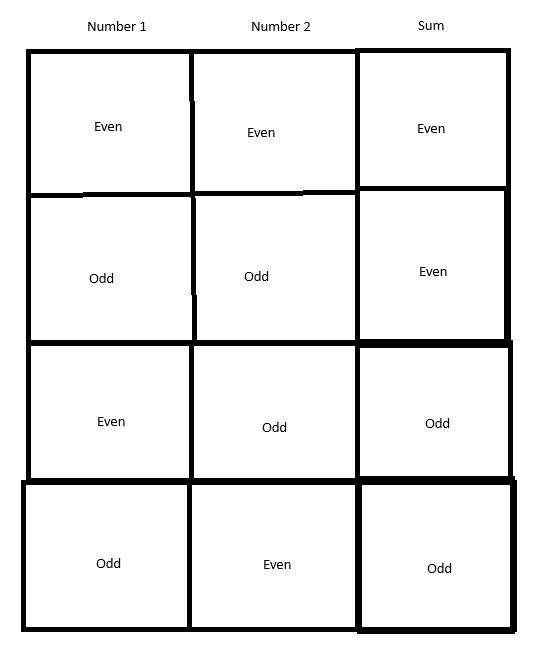 Number 1 Number 2 Sum
Even Even Even
Odd Odd Even
Even Odd Odd
Odd Even Odd